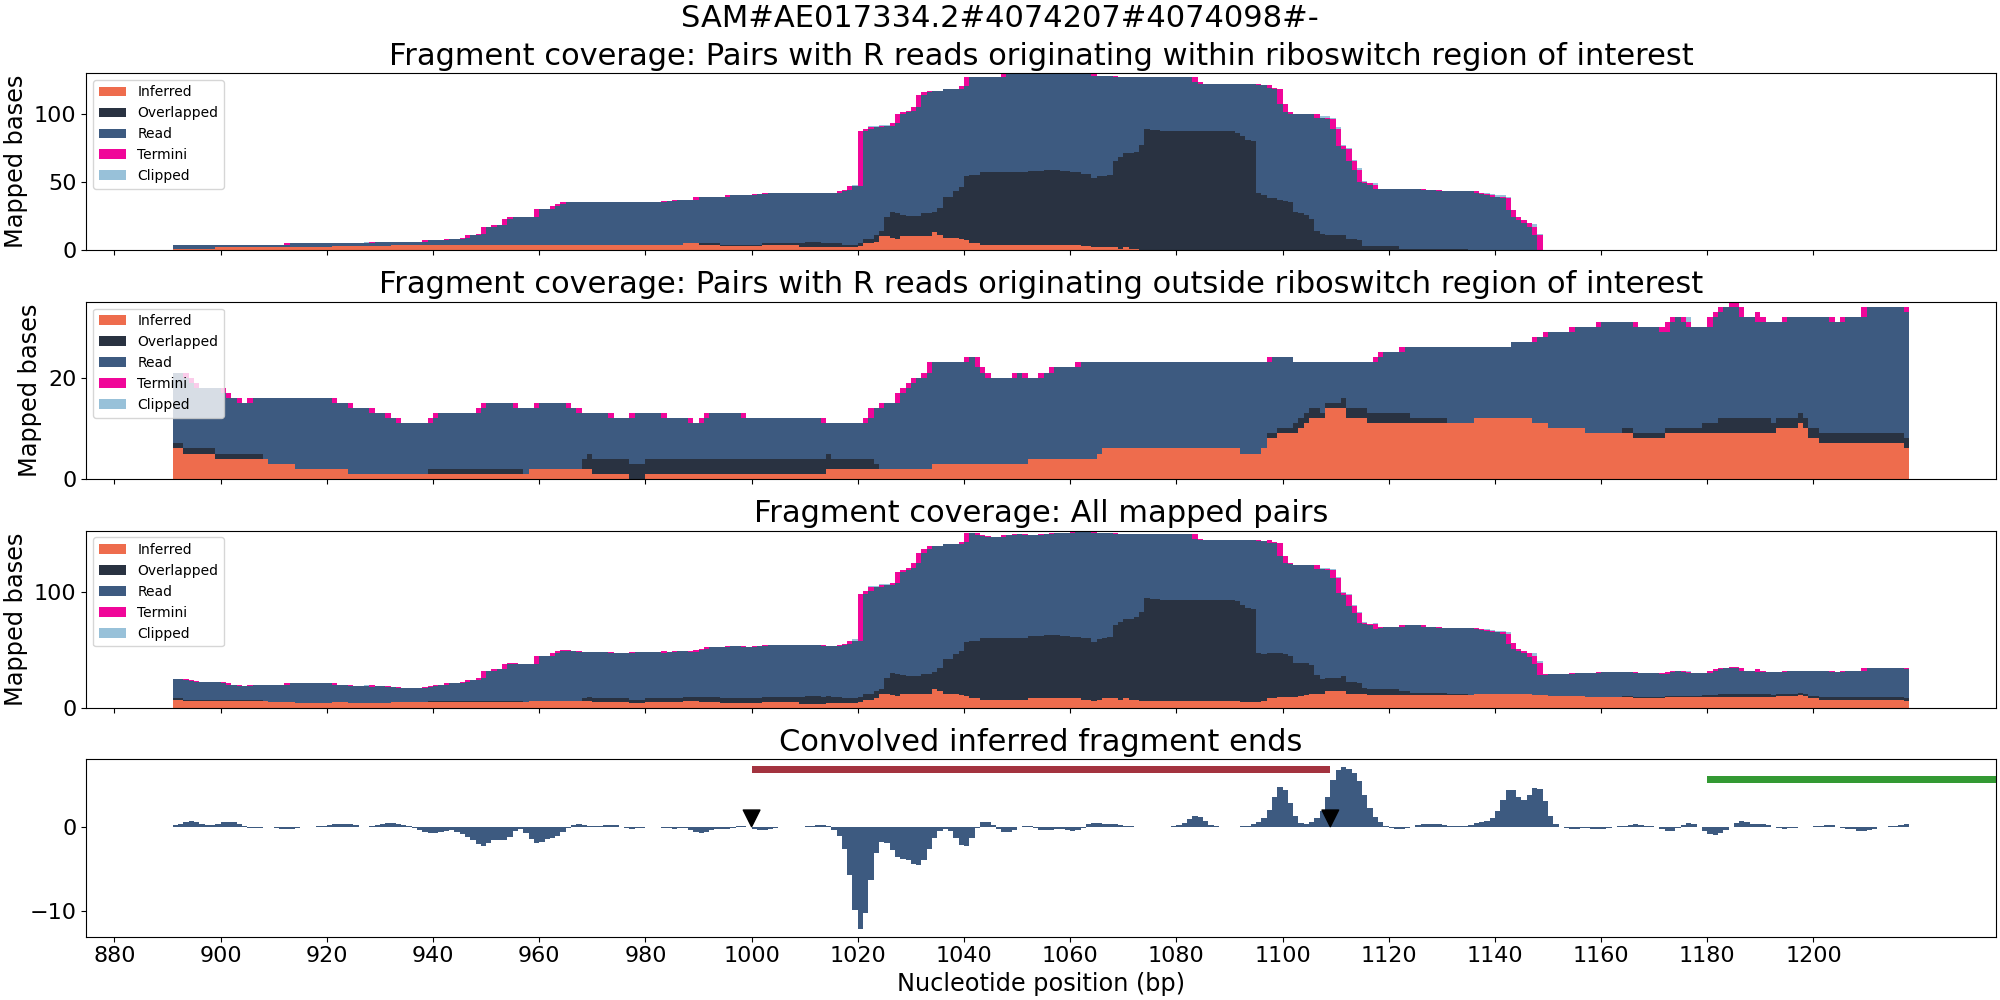 SAM#AE017334.2#4074207#4074098#-
Fragment coverage: Pairs with R reads originating within riboswitch region of interest
Mapped bases
100
50
0
Inferred
Overlapped
Read
Termini
Clipped
Fragment coverage: Pairs with R reads originating outside riboswitch region of interest
Mapped bases
20
0
Inferred
Overlapped
Read
Termini
Clipped
Fragment coverage: All mapped pairs
Mapped bases
100
0
Inferred
Overlapped
Read
Termini
Clipped
Convolved inferred fragment ends
0
−10
880 900 920 940 960 980 1000 1020 1040 1060 1080 1100 1120 1140 1160 1180 1200
Nucleotide position (bp)